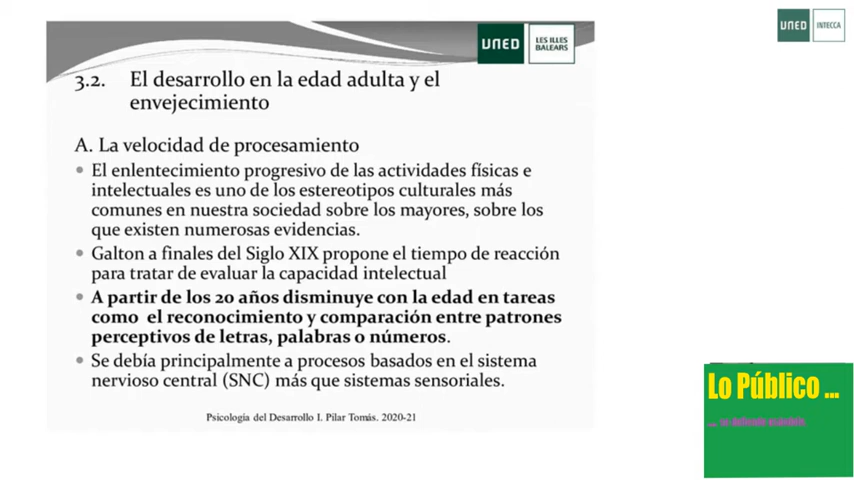 UNED
LES ILLES
BALEARS
UNED
INTECCA
3.2. El desarrollo en la edad adulta y el
envejecimiento
A. La velocidad de procesamiento
• El enlentecimiento progresivo de las actividades físicas e
intelectuales es uno de los estereotipos culturales más
comunes en nuestra sociedad sobre los mayores, sobre los
que existen numerosas evidencias.
• Galton a finales del Siglo XIX propone el tiempo de reacción
para tratar de evaluar la capacidad intelectual
• A partir de los 20 años disminuye con la edad en tareas
como el reconocimiento y comparación entre patrones
perceptivos de letras, palabras o números.
• Se debía principalmente a procesos basados en el sistema
nervioso central (SNC) más que sistemas sensoriales.
Psicología del Desarrollo I. Pilar Tomás. 2020-21
Lo Público ...